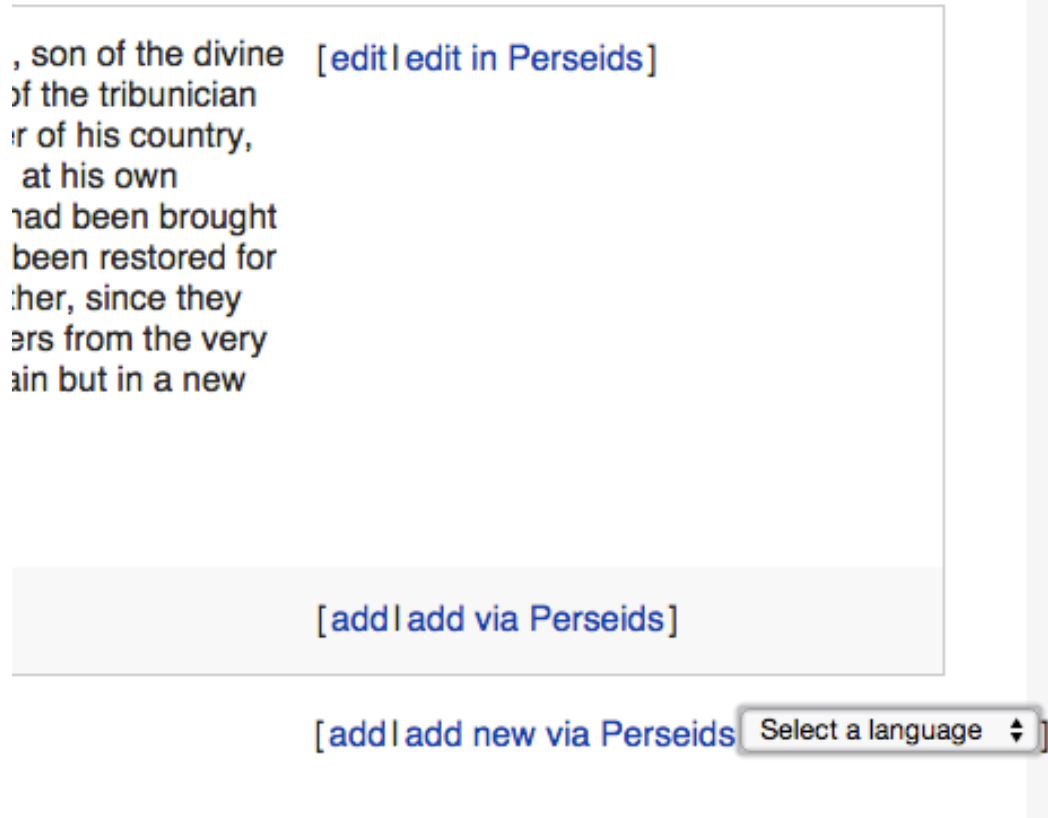 , son of the divine [edit|edit in Perseids]
of the tribunician
r of his country,
at his own
had been brought
been restored for
ther, since they
ers from the very
ain but in a new
[add|add via Perseids]
[add|add new via Perseids Select a language ]